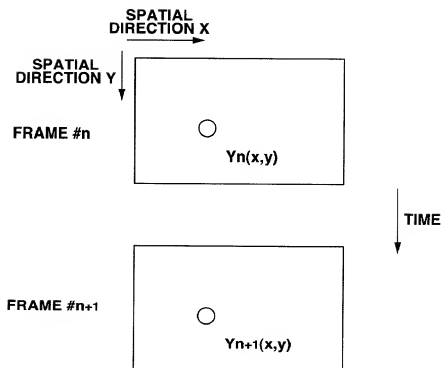 SPATIAL
DIRECTION X
SPATIAL
DIRECTION Y
FRAME #n
Yn(x,y)
TIME
FRAME #n+1
Yn+1(x,y)